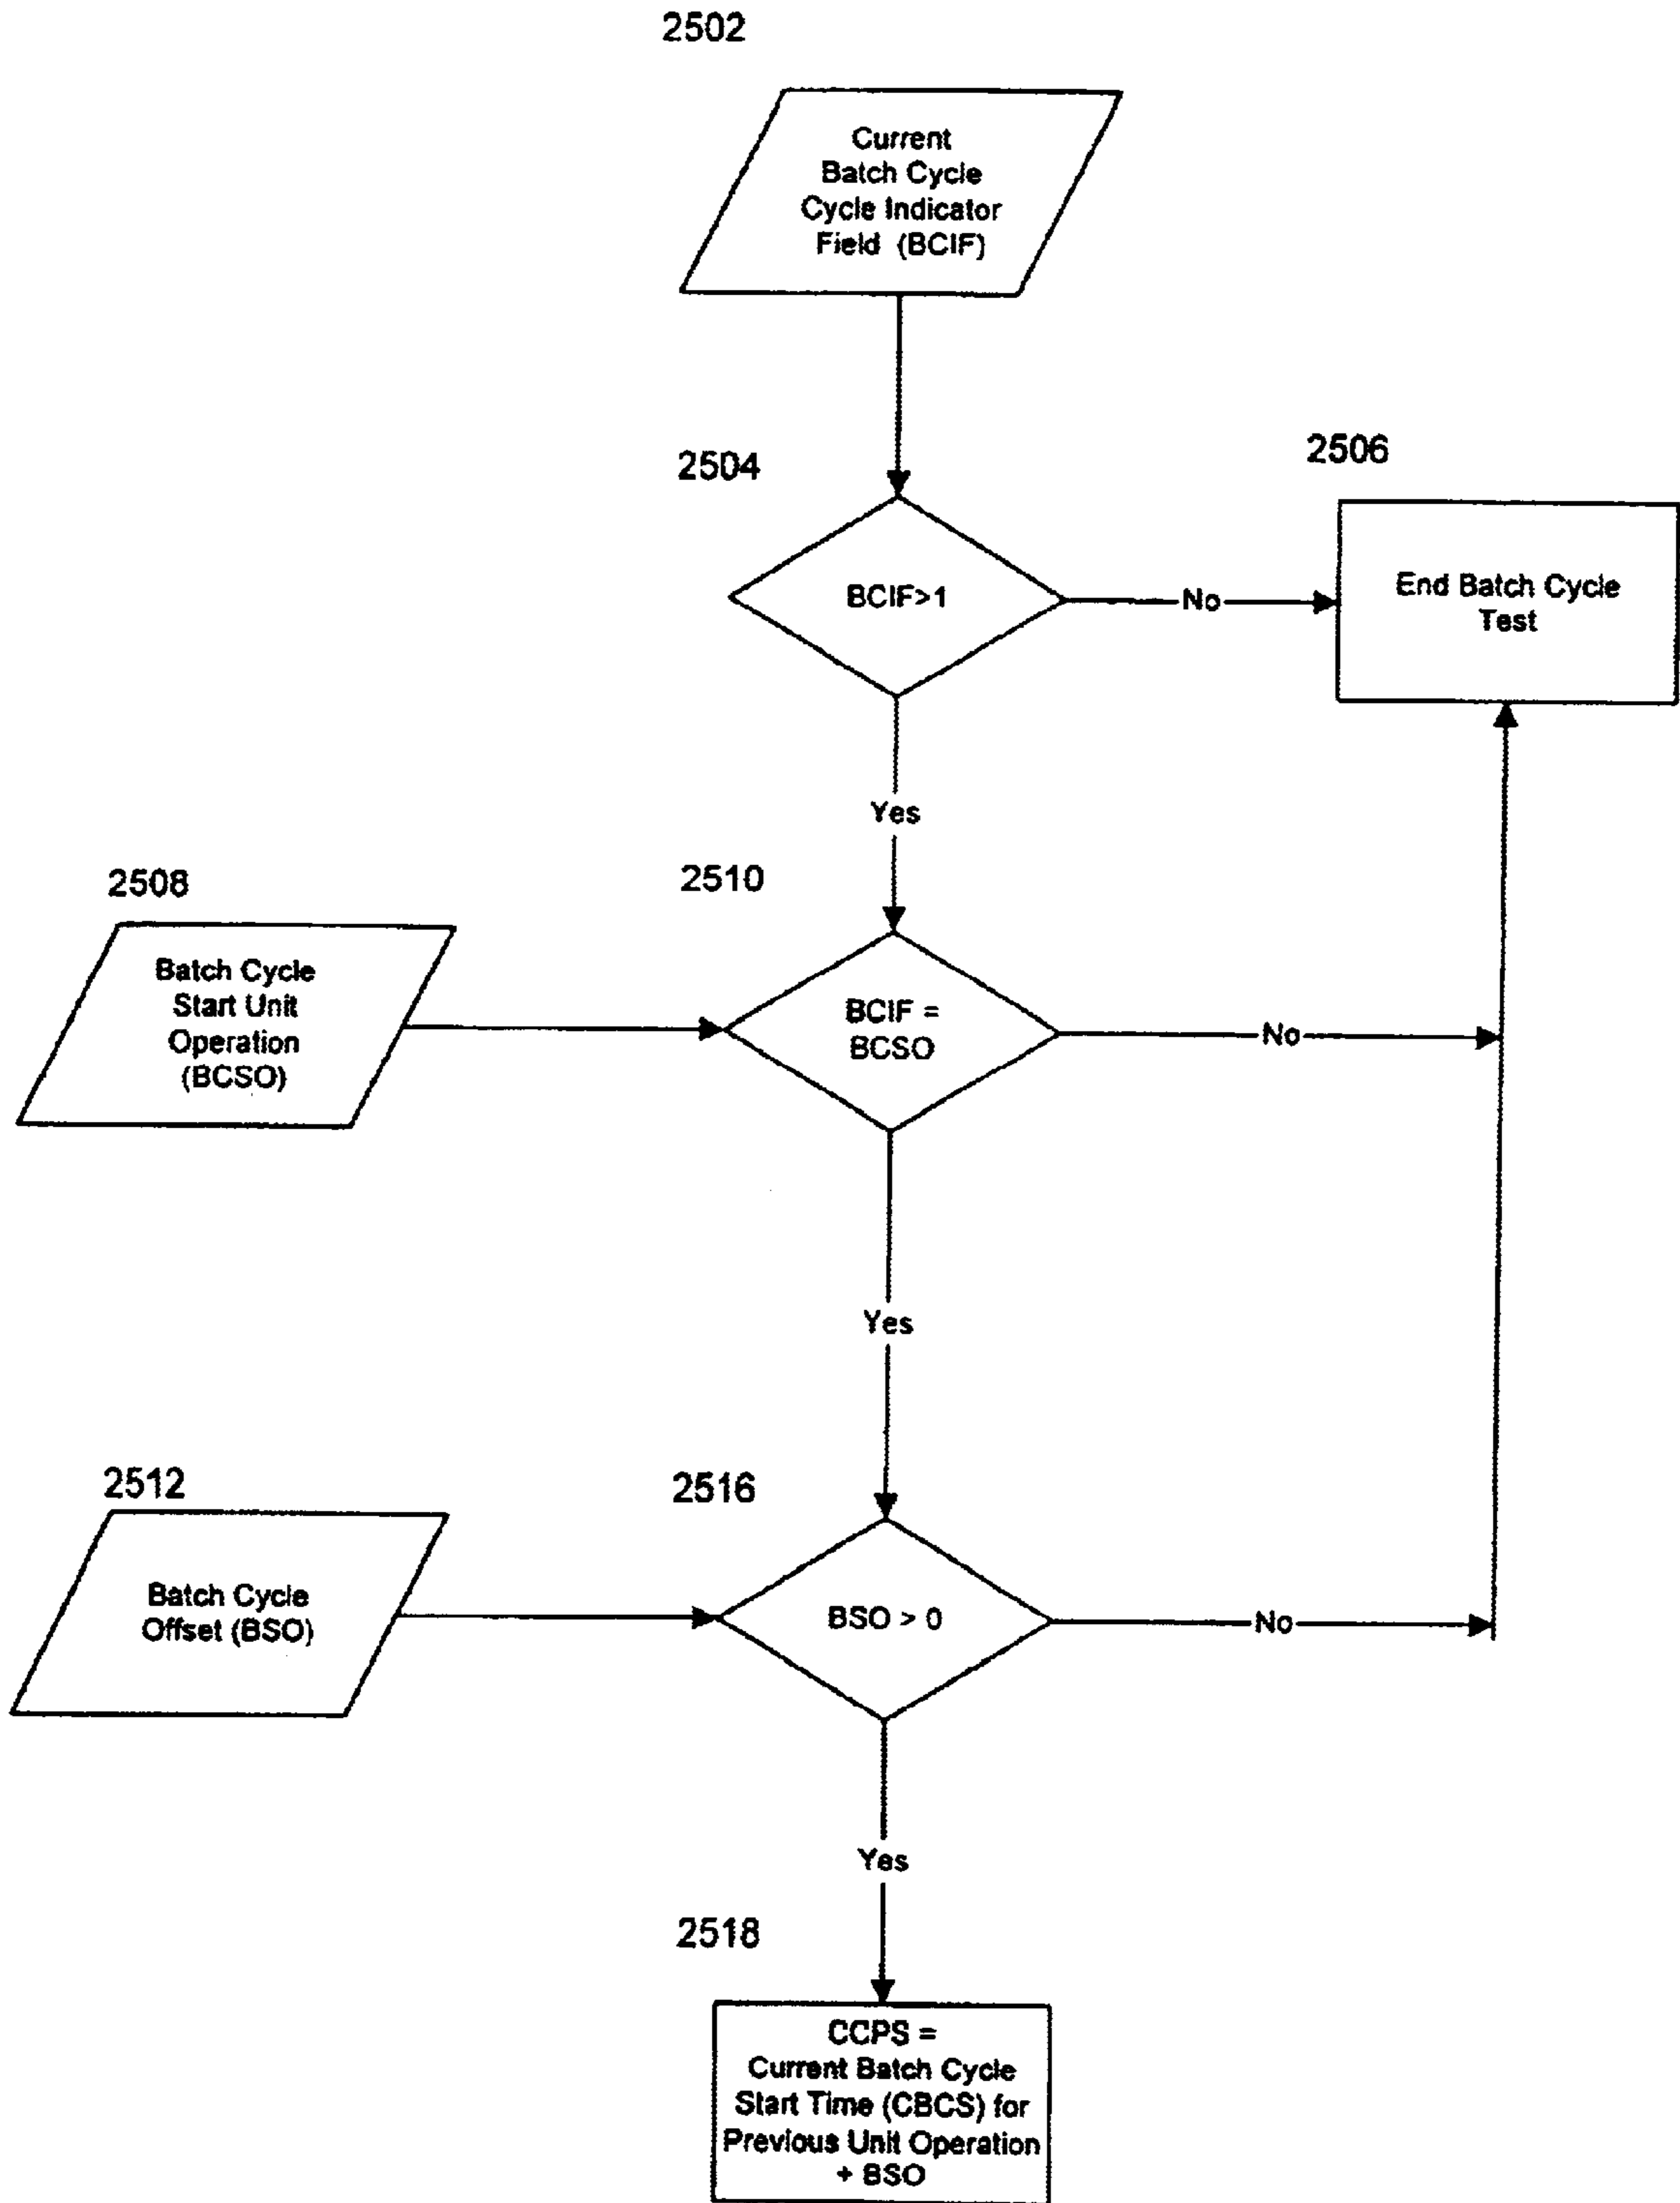 2502
Current
Batch Cycle
Cycle Indicator
Field (BCIF)
2504
2506
BCIF>1
No
End Batch Cycle
Test
Yes
2508
2510
Batch Cycle
Start Unit
Operation
(BCSO)
BCIF =
BCSO
No
Yes
2512
2516
Batch Cycle
Offset (BSO)
BSO > 0
No
Yes
2518
CCPS =
Current Batch Cycle
Start Time (CBCS) for
Previous Unit Operation
+ BSO